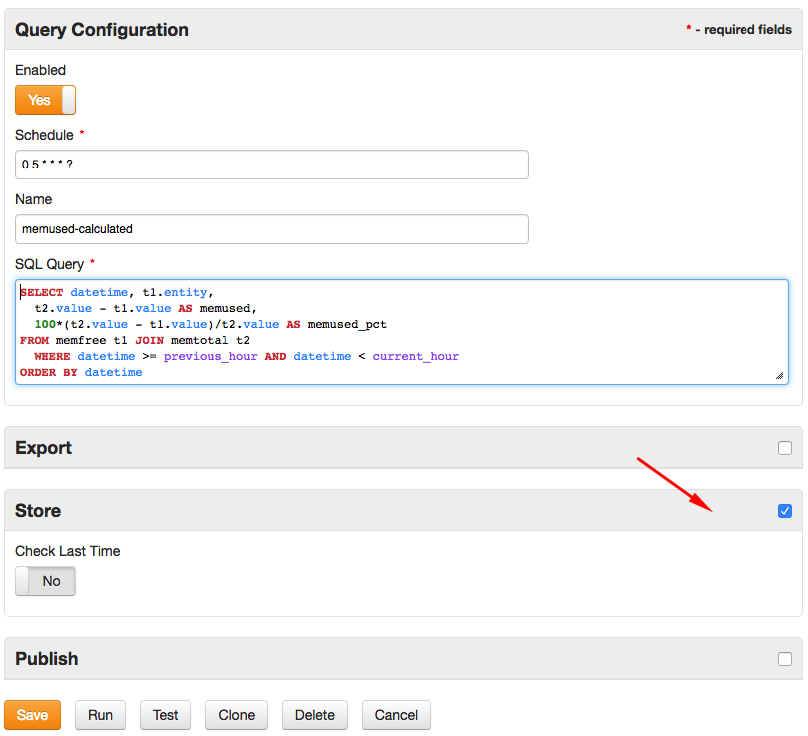 Query Configuration
* - required fields
Enabled
Yes
Schedule *
0 5 * * * ?
Name
memused-calculated
SQL Query *
SELECT datetime, t1.entity,
t2.value - t1.value AS memused,
100*(t2.value - t1.value)/t2.value AS memused_pct
FROM memfree t1 JOIN memtotal t2
WHERE datetime >= previous_hour AND datetime < current_hour
ORDER BY datetime
Export
Store
Check Last Time
No
Publish
Save Run Test Clone Delete Cancel